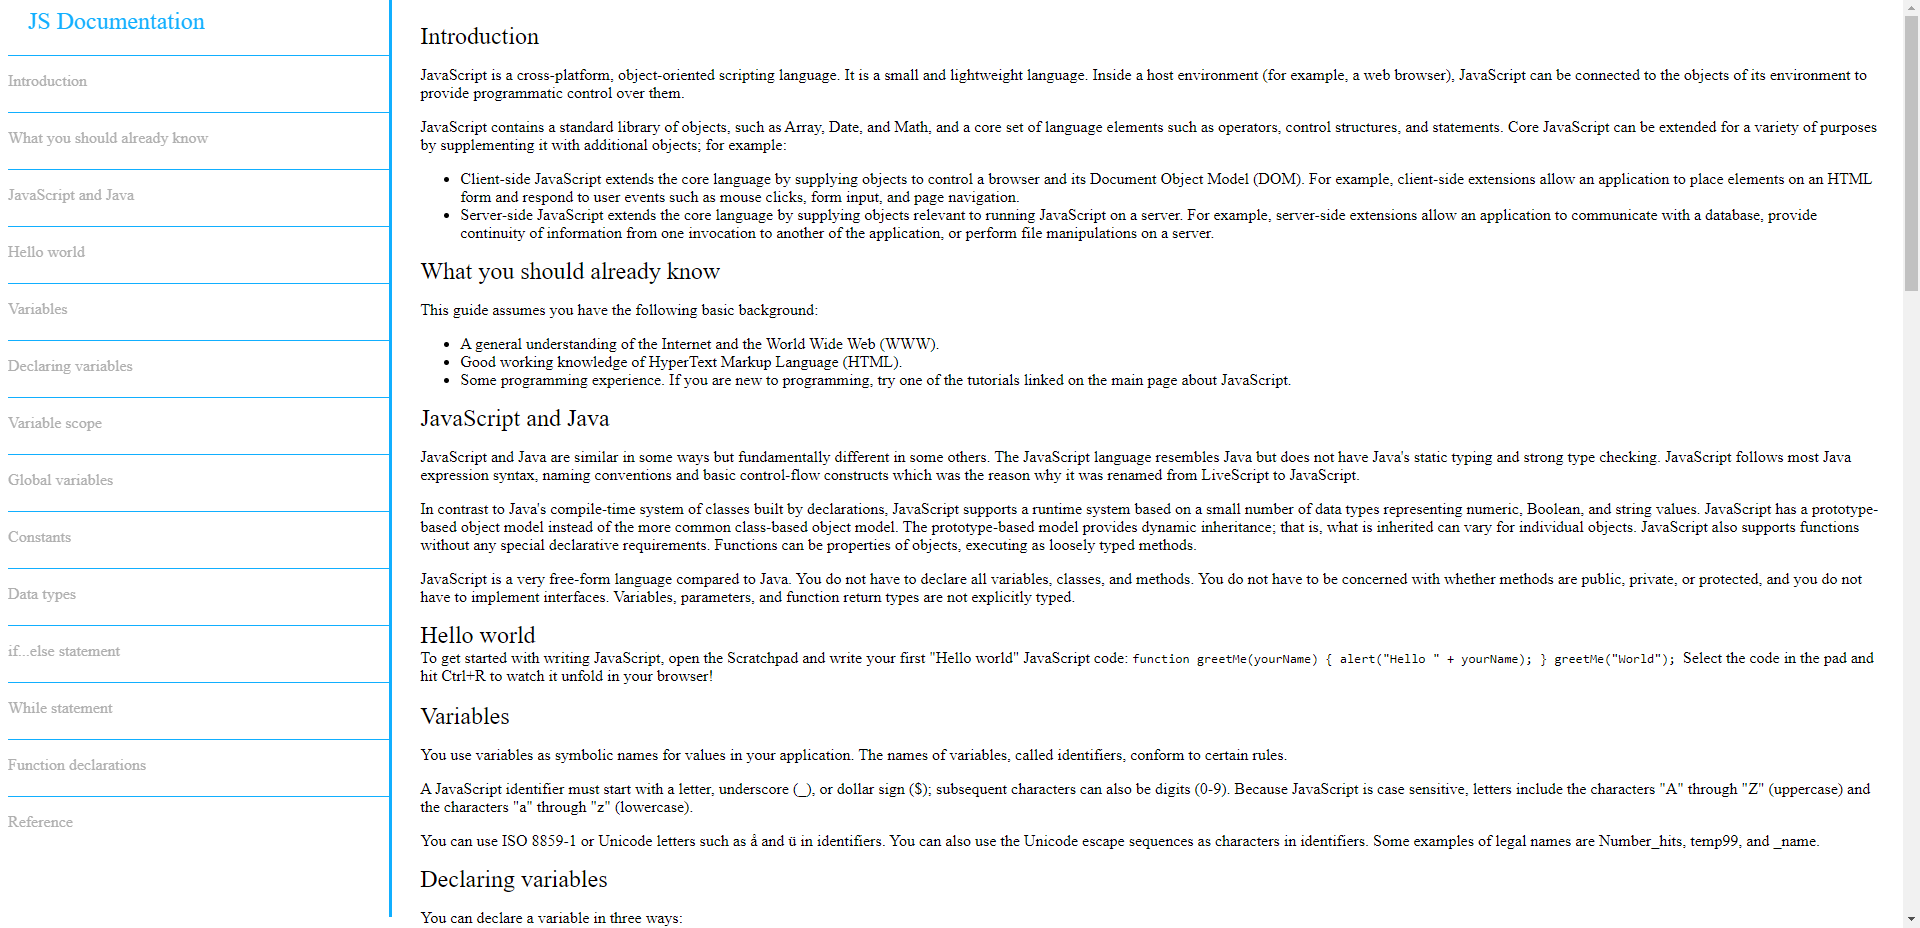 JS Documentation
Introduction
What you should already know
JavaScript and Java
Hello world
Variables
Declaring variables
Variable scope
Global variables
Constants
Data types
if...else statement
While statement
Function declarations
Reference
Introduction
JavaScript is a cross-platform, object-oriented scripting language. It is a small and lightweight language. Inside a host environment (for example, a web browser), JavaScript can be connected to the objects of its environment to
provide programmatic control over them.
JavaScript contains a standard library of objects, such as Array, Date, and Math, and a core set of language elements such as operators, control structures, and statements. Core JavaScript can be extended for a variety of purposes
by supplementing it with additional objects; for example:
• Client-side JavaScript extends the core language by supplying objects to control a browser and its Document Object Model (DOM). For example, client-side extensions allow an application to place elements on an HTML
form and respond to user events such as mouse clicks, form input, and page navigation.
• Server-side JavaScript extends the core language by supplying objects relevant to running JavaScript on a server. For example, server-side extensions allow an application to communicate with a database, provide
continuity of information from one invocation to another of the application, or perform file manipulations on a server.
What you should already know
This guide assumes you have the following basic background:
• A general understanding of the Internet and the World Wide Web (WWW).
• Good working knowledge of HyperText Markup Language (HTML).
• Some programming experience. If you are new to programming, try one of the tutorials linked on the main page about JavaScript.
JavaScript and Java
JavaScript and Java are similar in some ways but fundamentally different in some others. The JavaScript language resembles Java but does not have Java's static typing and strong type checking. JavaScript follows most Java
expression syntax, naming conventions and basic control-flow constructs which was the reason why it was renamed from LiveScript to JavaScript.
In contrast to Java's compile-time system of classes built by declarations, JavaScript supports a runtime system based on a small number of data types representing numeric, Boolean, and string values. JavaScript has a prototype-
based object model instead of the more common class-based object model. The prototype-based model provides dynamic inheritance; that is, what is inherited can vary for individual objects. JavaScript also supports functions
without any special declarative requirements. Functions can be properties of objects, executing as loosely typed methods.
JavaScript is a very free-form language compared to Java. You do not have to declare all variables, classes, and methods. You do not have to be concerned with whether methods are public, private, or protected, and you do not
have to implement interfaces. Variables, parameters, and function return types are not explicitly typed.
Hello world
To get started with writing JavaScript, open the Scratchpad and write your first "Hello world" JavaScript code: function greetMe(yourName) { alert("Hello " + yourName); } greetMe("World"); Select the code in the pad and
hit Ctrl+R to watch it unfold in your browser!
Variables
You use variables as symbolic names for values in your application. The names of variables, called identifiers, conform to certain rules.
A JavaScript identifier must start with a letter, underscore (_), or dollar sign ($); subsequent characters can also be digits (0-9). Because JavaScript is case sensitive, letters include the characters "A" through "Z" (uppercase) and
the characters "a" through "z" (lowercase).
You can use ISO 8859-1 or Unicode letters such as å and ü in identifiers. You can also use the Unicode escape sequences as characters in identifiers. Some examples of legal names are Number_hits, temp99, and _name.
Declaring variables
You can declare a variable in three ways: